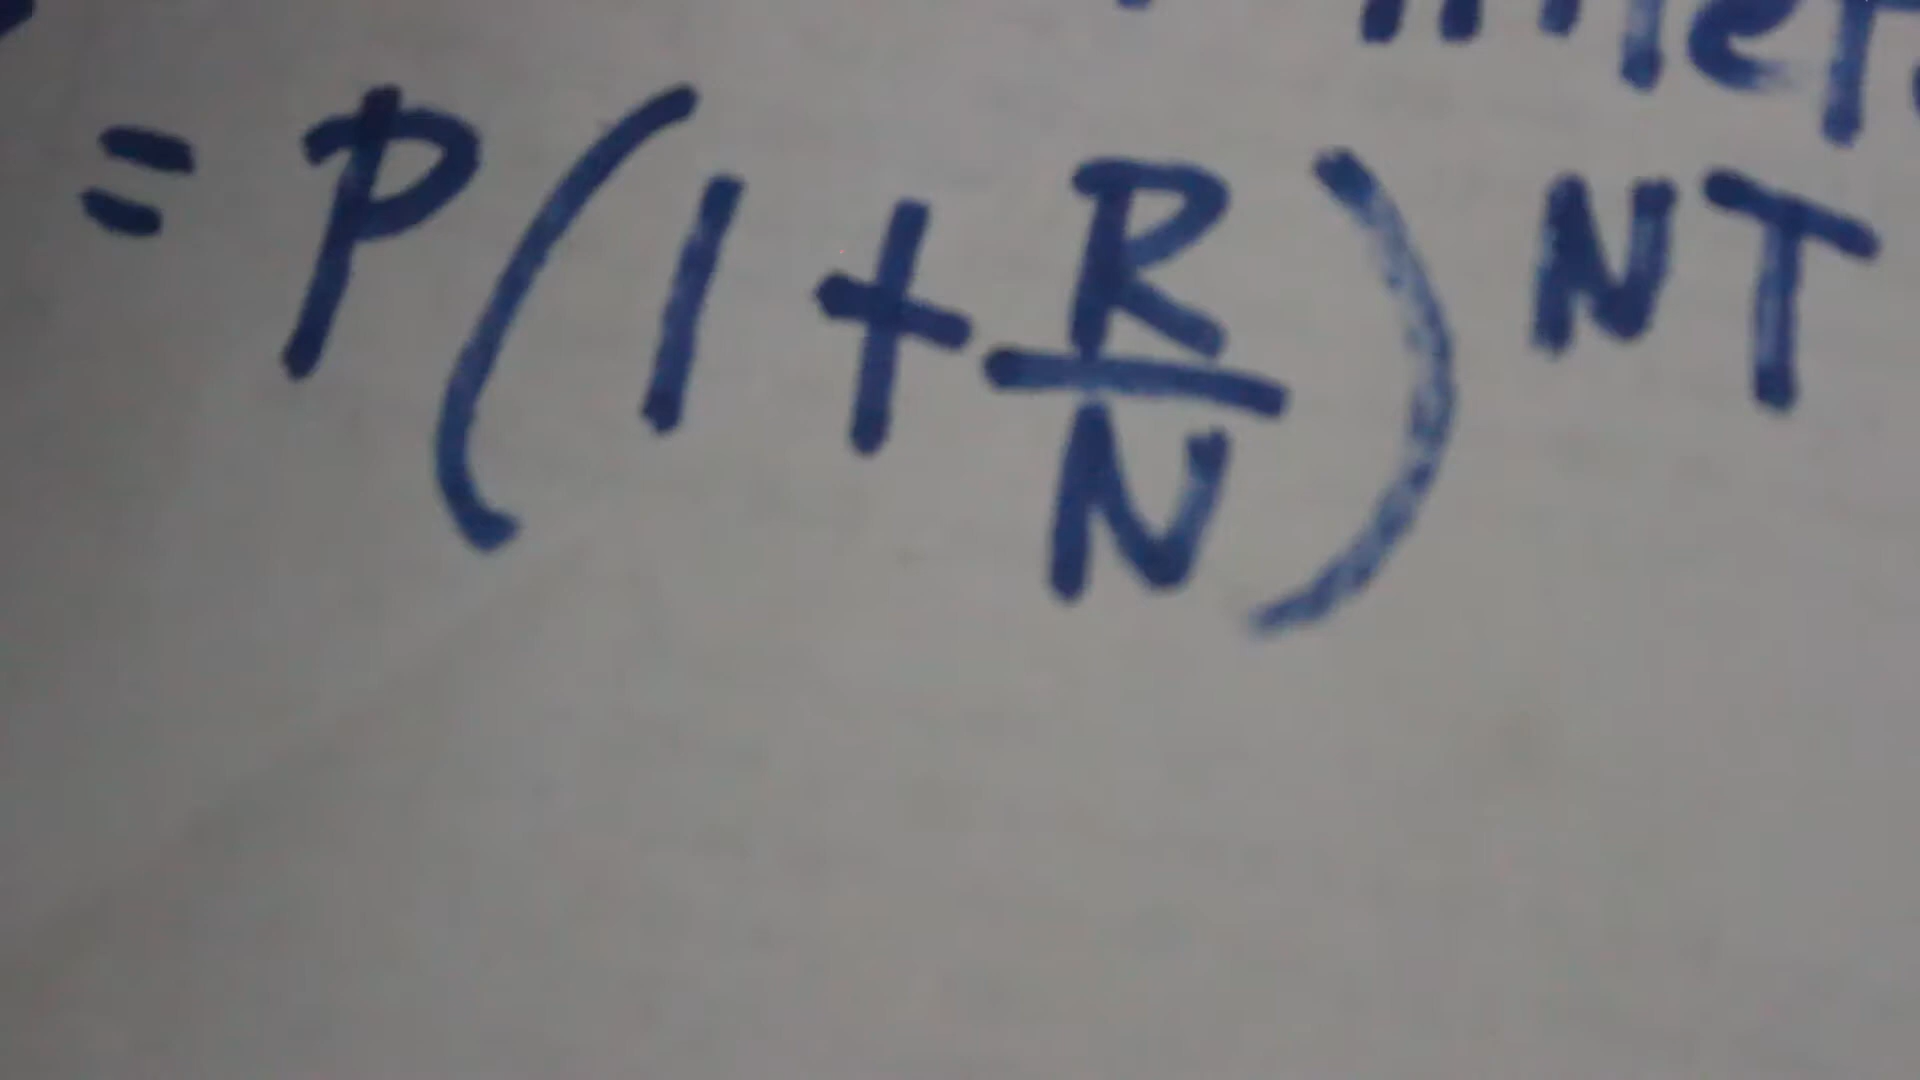 = P(1 + R/N)^NT